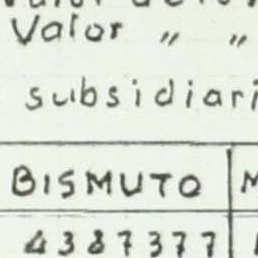 Valor " "
subsidiari
BISMUTO
4387377